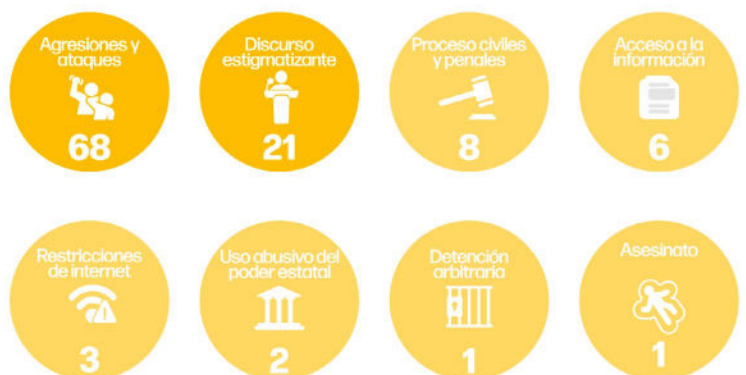 Agresiones y
ataques
68
Discurso
estigmatizante
21
Proceso civiles
y penales
8
Acceso a la
información
6
Restricciones
de internet
3
Uso abusivo del
poder estatal
2
Detención
arbitraria
1
Asesinato
1